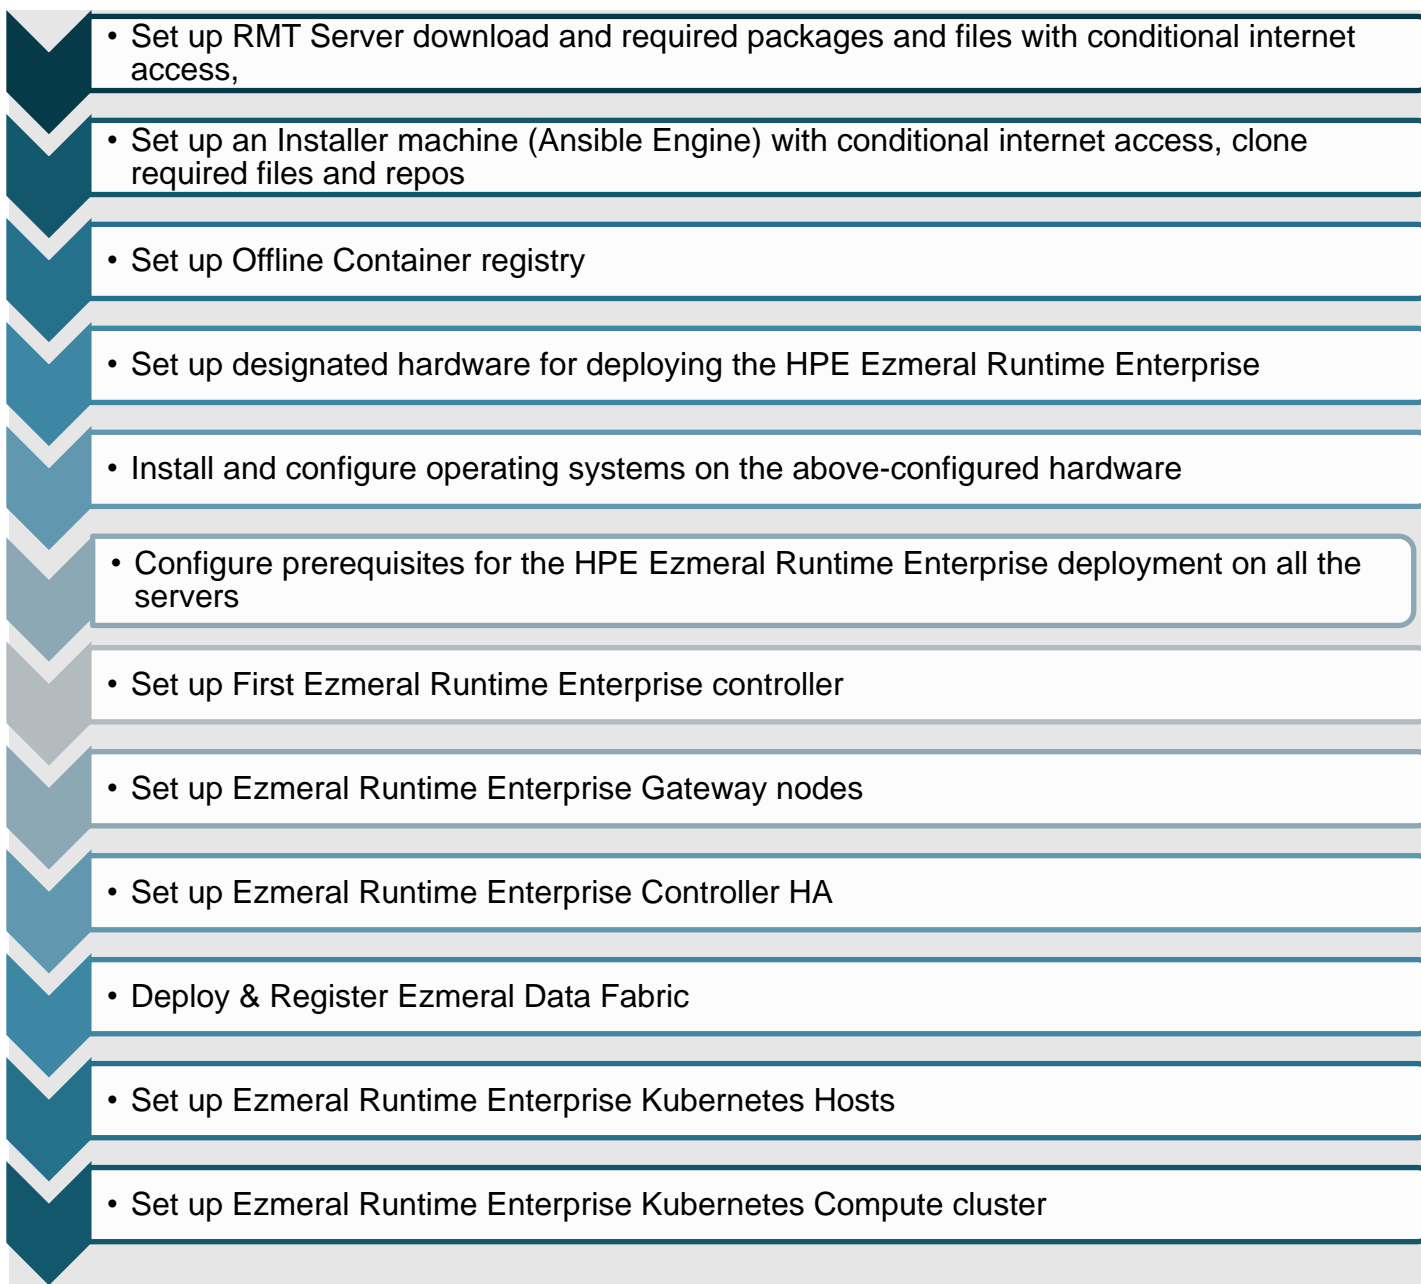 • Set up RMT Server download and required packages and files with conditional internet
access,
• Set up an Installer machine (Ansible Engine) with conditional internet access, clone
required files and repos
• Set up Offline Container registry
• Set up designated hardware for deploying the HPE Ezmeral Runtime Enterprise
• Install and configure operating systems on the above-configured hardware
• Configure prerequisites for the HPE Ezmeral Runtime Enterprise deployment on all the
servers
• Set up First Ezmeral Runtime Enterprise controller
• Set up Ezmeral Runtime Enterprise Gateway nodes
• Set up Ezmeral Runtime Enterprise Controller HA
• Deploy & Register Ezmeral Data Fabric
• Set up Ezmeral Runtime Enterprise Kubernetes Hosts
• Set up Ezmeral Runtime Enterprise Kubernetes Compute cluster